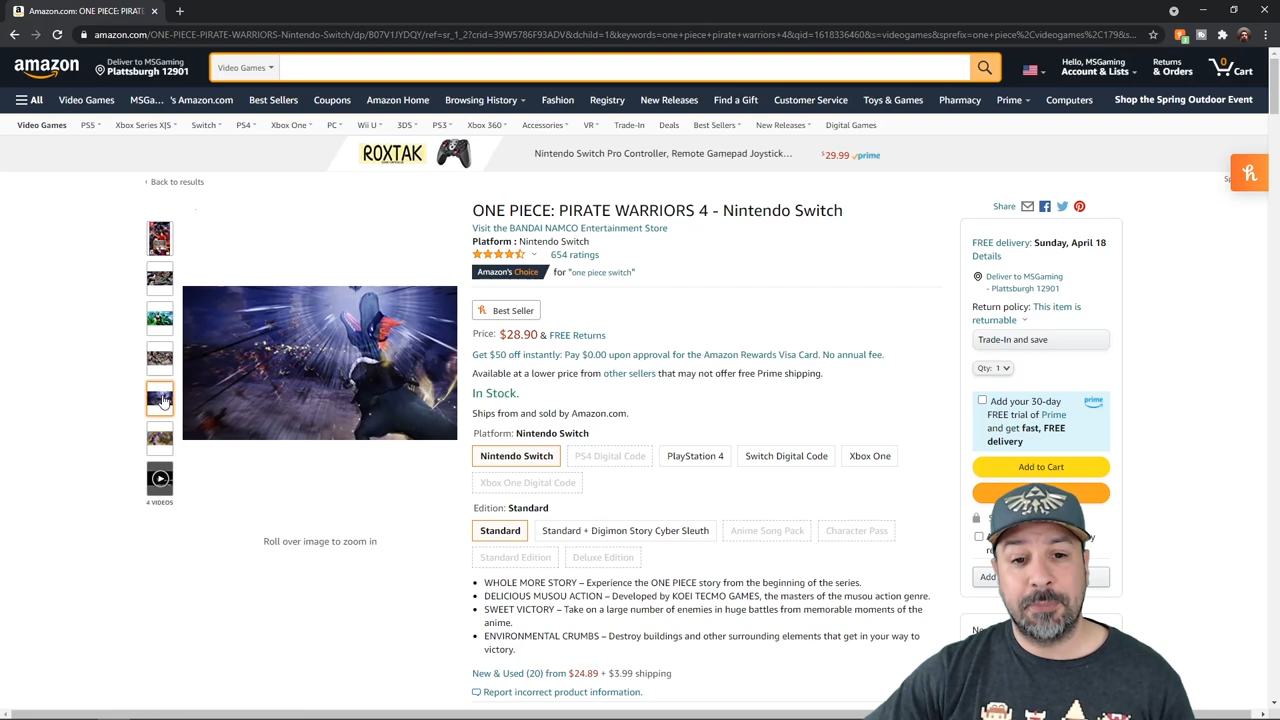 Amazon.com: ONE PIECE: PIRATE
amazon.com/ONE-PIECE-PIRATE-WARRIORS-Nintendo-Switch/dp/B07V1JYDQY/ref=sr_1_2?crid=39W5786F93ADV&dchild=1&keywords=one+piece+pirate+warriors+4&qid=1618336460&s=videogames&sprefix=one+piece%2Cvideogames%2C179&s...
amazon
Deliver to MSGaming
Plattsburgh 12901
Video Games
Hello, MSGaming
Account & Lists
Returns
& Orders
0
Cart
All
Video Games
MSGa... 's Amazon.com
Best Sellers
Coupons
Amazon Home
Browsing History
Fashion
Registry
New Releases
Find a Gift
Customer Service
Toys & Games
Pharmacy
Prime
Computers
Shop the Spring Outdoor Event
Video Games
PS5
Xbox Series X|S
Switch
PS4
Xbox One
PC
Wii U
3DS
PS3
Xbox 360
Accessories
VR
Trade-In
Deals
Best Sellers
New Releases
Digital Games
ROXTAK
Nintendo Switch Pro Controller, Remote Gamepad Joystick...
$29.99 prime
‹ Back to results
ONE PIECE: PIRATE WARRIORS 4 - Nintendo Switch
Visit the BANDAI NAMCO Entertainment Store
Platform : Nintendo Switch
654 ratings
Amazon's Choice for "one piece switch"
Best Seller
Price: $28.90 & FREE Returns
Get $50 off instantly: Pay $0.00 upon approval for the Amazon Rewards Visa Card. No annual fee.
Available at a lower price from other sellers that may not offer free Prime shipping.
In Stock.
Ships from and sold by Amazon.com.
Platform: Nintendo Switch
Nintendo Switch
PS4 Digital Code
PlayStation 4
Switch Digital Code
Xbox One
Xbox One Digital Code
Edition: Standard
Standard
Standard + Digimon Story Cyber Sleuth
Anime Song Pack
Character Pass
Standard Edition
Deluxe Edition
• WHOLE MORE STORY – Experience the ONE PIECE story from the beginning of the series.
• DELICIOUS MUSOU ACTION – Developed by KOEI TECMO GAMES, the masters of the musou action genre.
• SWEET VICTORY – Take on a large number of enemies in huge battles from memorable moments of the
anime.
• ENVIRONMENTAL CRUMBS – Destroy buildings and other surrounding elements that get in your way to
victory.
New & Used (20) from $24.89 + $3.99 shipping
Report incorrect product information.
4 VIDEOS
Roll over image to zoom in
Share
FREE delivery: Sunday, April 18
Details
Deliver to MSGaming
- Plattsburgh 12901
Return policy: This item is
returnable
Trade-In and save
Qty: 1
Add your 30-day
FREE trial of Prime
and get fast, FREE
delivery
prime
Add to Cart
Add